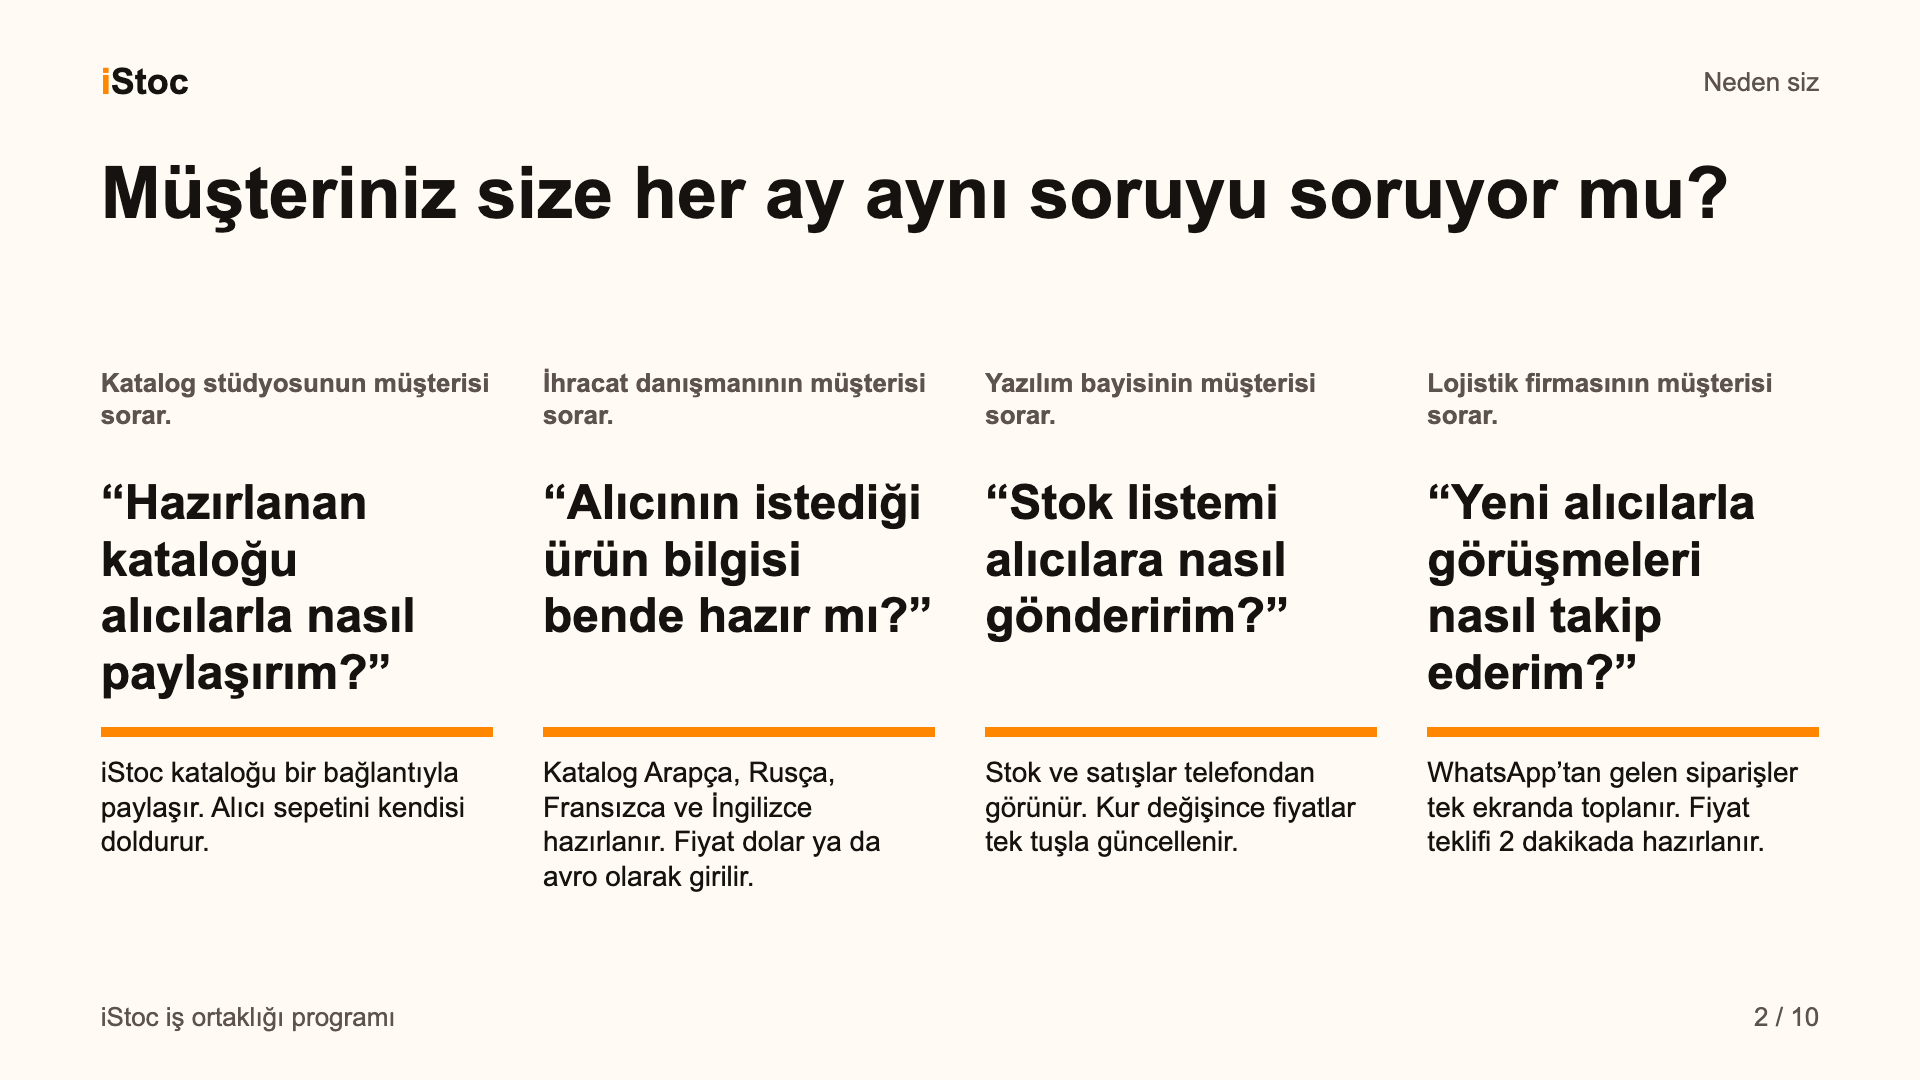 iStoc
Neden siz
Müşteriniz size her ay aynı soruyu soruyor mu?
Katalog stüdyosunun müşterisi
sorar.
“Hazırlanan
kataloğu
alıcılarla nasıl
paylaşırım?”
iStoc kataloğu bir bağlantıyla
paylaşır. Alıcı sepetini kendisi
doldurur.
İhracat danışmanının müşterisi
sorar.
“Alıcının istediği
ürün bilgisi
bende hazır mı?”
Katalog Arapça, Rusça,
Fransızca ve İngilizce
hazırlanır. Fiyat dolar ya da
avro olarak girilir.
Yazılım bayisinin müşterisi
sorar.
“Stok listemi
alıcılara nasıl
gönderirim?”
Stok ve satışlar telefondan
görünür. Kur değişince fiyatlar
tek tuşla güncellenir.
Lojistik firmasının müşterisi
sorar.
“Yeni alıcılarla
görüşmeleri
nasıl takip
ederim?”
WhatsApp’tan gelen siparişler
tek ekranda toplanır. Fiyat
teklifi 2 dakikada hazırlanır.
iStoc iş ortaklığı programı
2 / 10